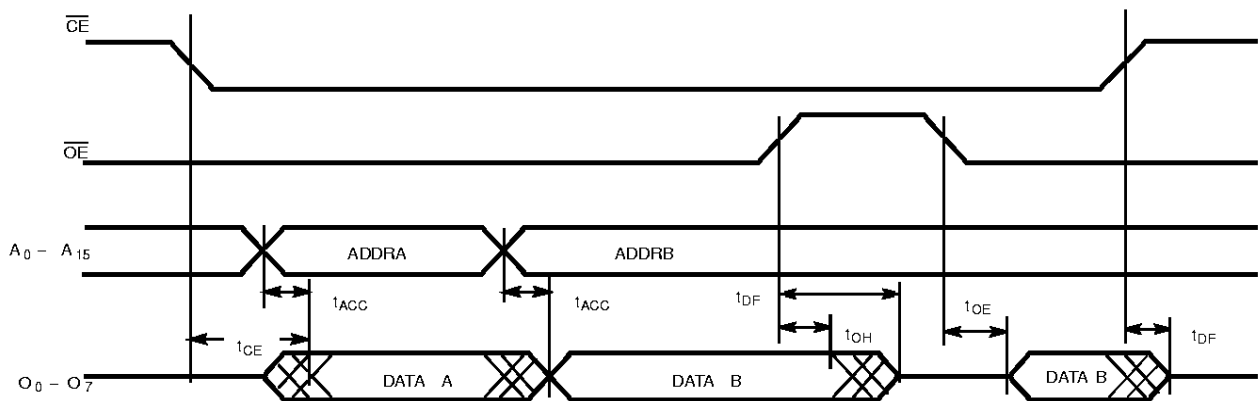 CE
OE
A0 – A15 ADDRA ADDRB
tACC tACC tDF tOE
tCE tOH tDF
O0 – O7 DATA A DATA B DATA B